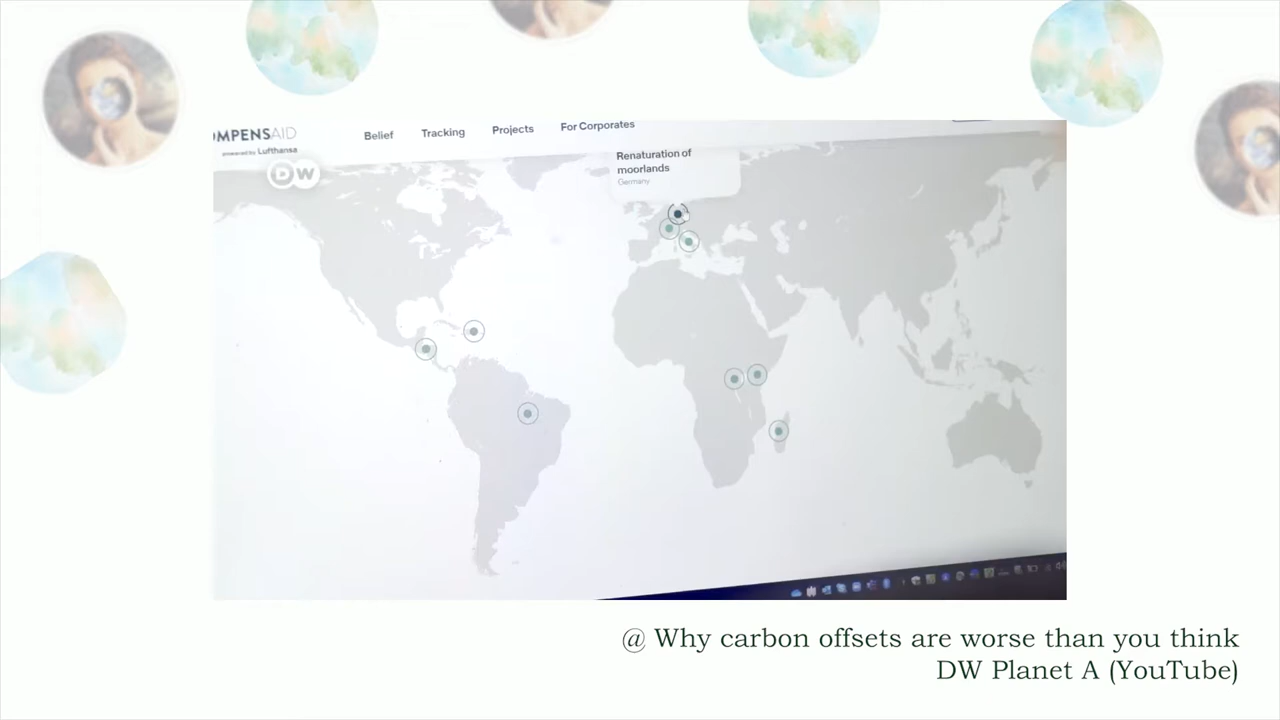 OMPENSAID
powered by Lufthansa
Belief
Tracking
Projects
For Corporates
DW
Renaturation of
moorlands
Germany
@ Why carbon offsets are worse than you think
DW Planet A (YouTube)